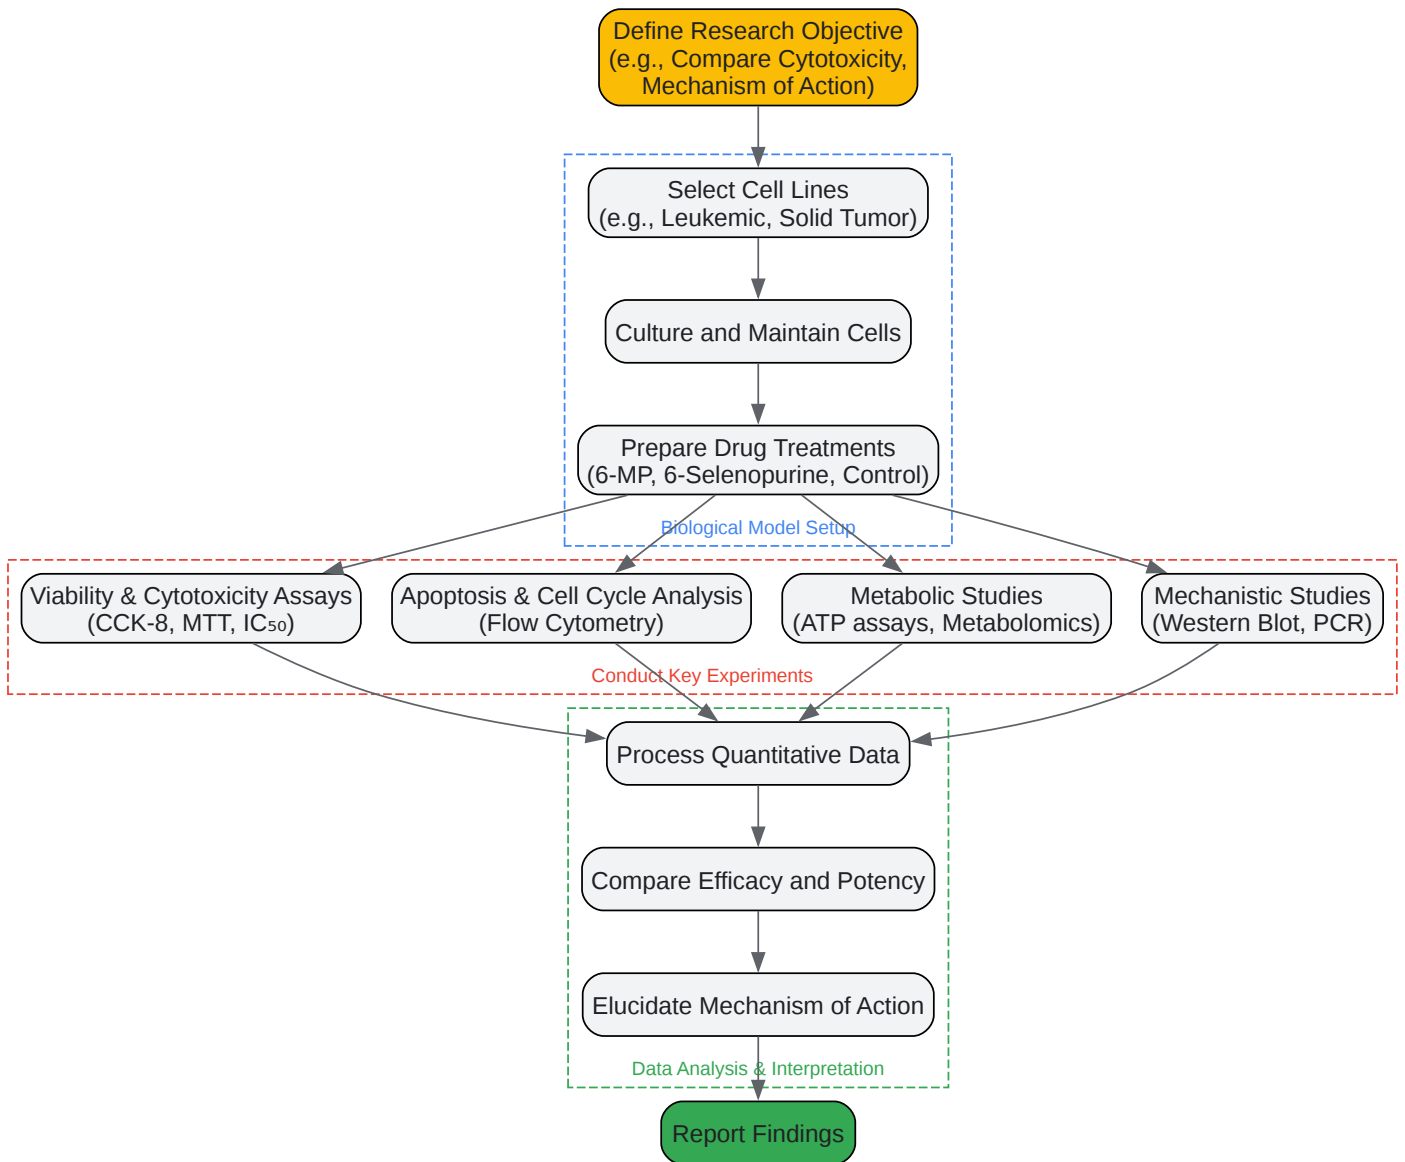 Define Research Objective
(e.g., Compare Cytotoxicity,
Mechanism of Action)
Select Cell Lines
(e.g., Leukemic, Solid Tumor)
Culture and Maintain Cells
Prepare Drug Treatments
(6-MP, 6-Selenopurine, Control)
Biological Model Setup
Viability & Cytotoxicity Assays
(CCK-8, MTT, IC₅₀)
Apoptosis & Cell Cycle Analysis
(Flow Cytometry)
Metabolic Studies
(ATP assays, Metabolomics)
Mechanistic Studies
(Western Blot, PCR)
Conduct Key Experiments
Process Quantitative Data
Compare Efficacy and Potency
Elucidate Mechanism of Action
Data Analysis & Interpretation
Report Findings